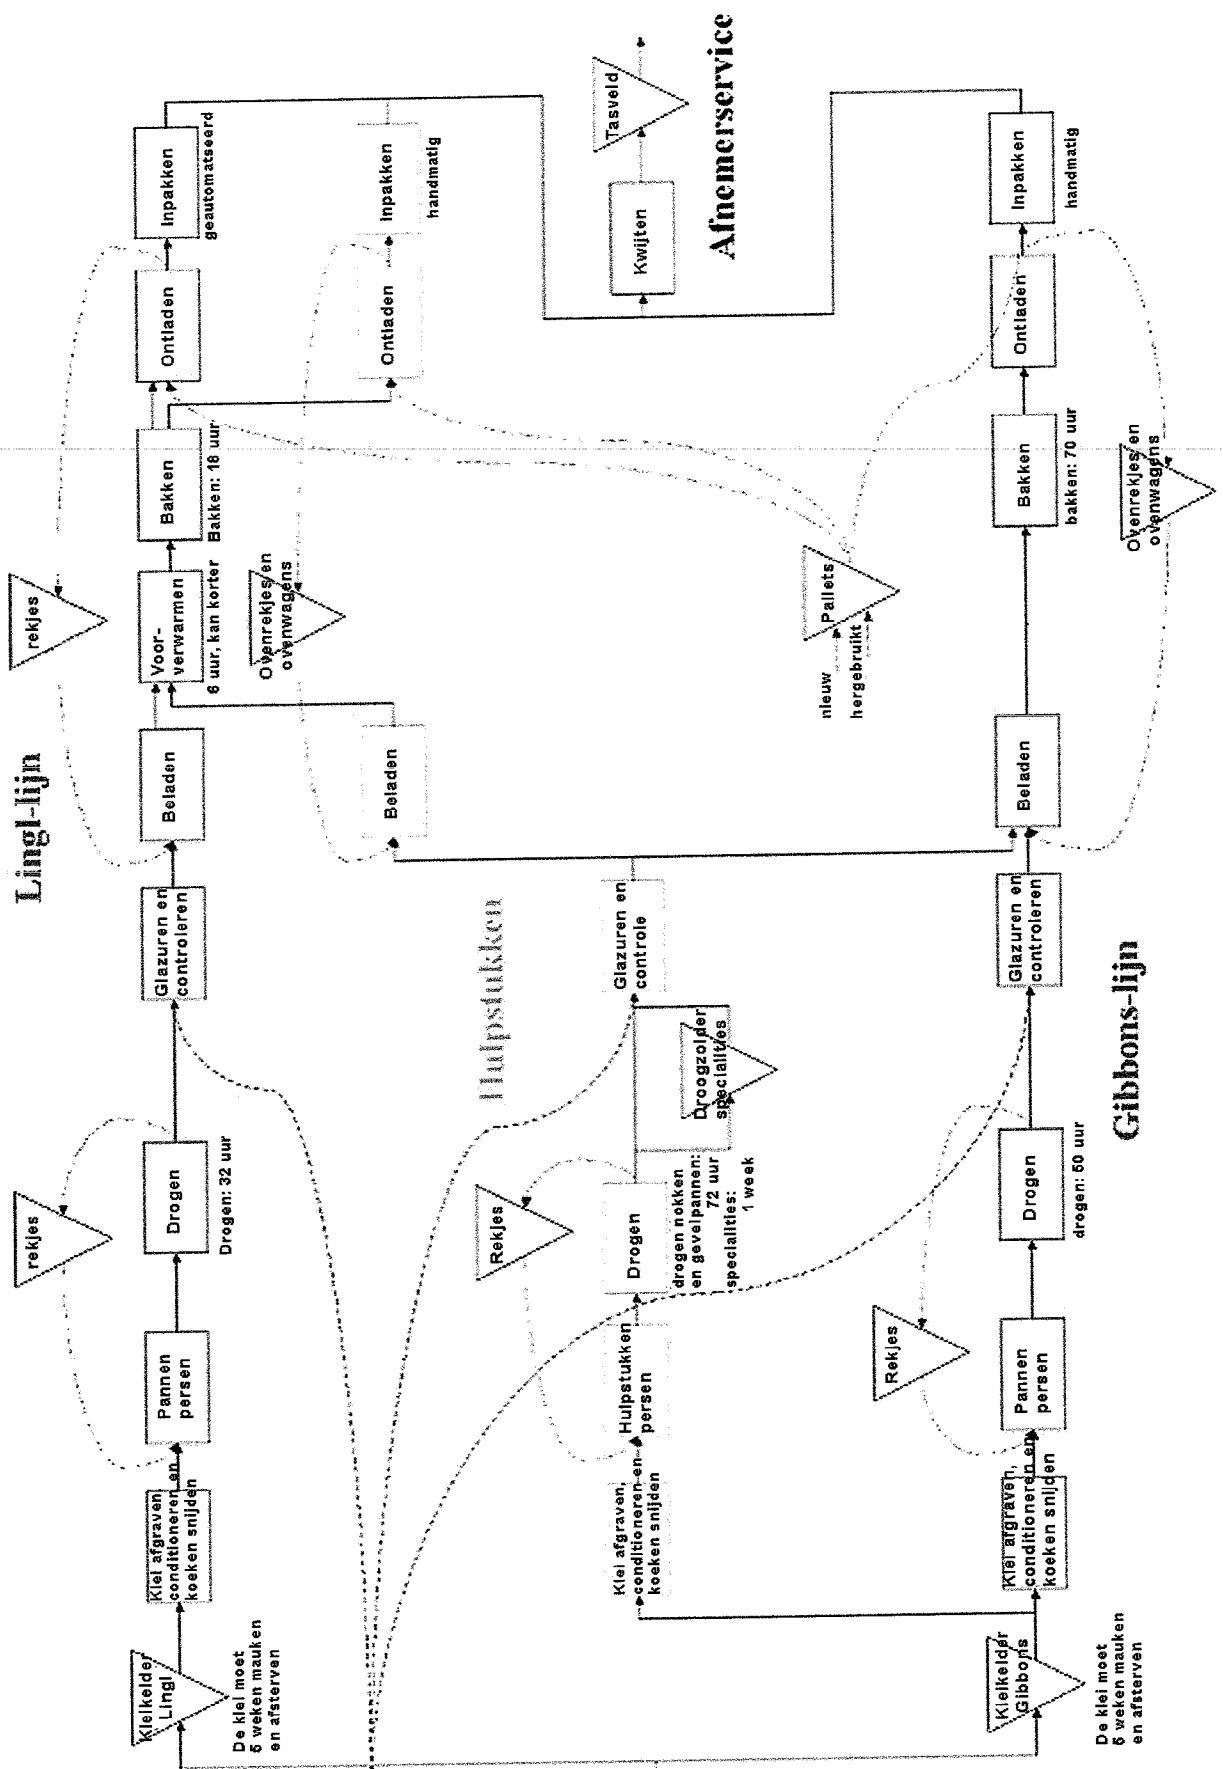 Lingl-lijn
rekjes
rekjes
Kleikelder
Lingl
De klei moet
5 weken mauken
en afsterven
Klei afgraven
conditioneren en
koeken snijden
Pannen
persen
Drogen
Drogen: 32 uur
Glazuren en
controleren
Beladen
Voor-
verwarmen
6 uur, kan korter
Bakken
Bakken: 18 uur
Ontladen
Inpakken
geautomatseerd
Beladen
Ovenrekjes en
ovenwagens
Ontladen
Inpakken
handmatig
Hulpstukken
Rekjes
Klei afgraven,
conditioneren en
koeken snijden
Hulpstukken
persen
Drogen
drogen nokken
en gevelpannen:
72 uur
specialities:
1 week
Droogzolder
specialities
Glazuren en
controle
Kwijten
Tasveld
Afnemerservice
Pallets
nieuw
hergebruikt
Rekjes
Kleikelder
Gibbons
De klei moet
5 weken mauken
en afsterven
Klei afgraven,
conditioneren en
koeken snijden
Pannen
persen
Drogen
drogen: 50 uur
Glazuren en
controleren
Beladen
Bakken
bakken: 70 uur
Ontladen
Inpakken
handmatig
Ovenrekjes en
ovenwagens
Gibbons-lijn